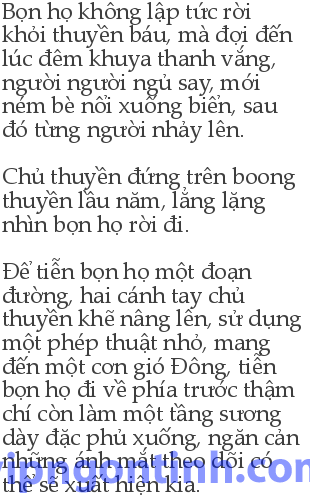 Bọn họ không lập tức rời
khỏi thuyền báu, mà đợi đến
lúc đêm khuya thanh vắng,
người người ngủ say, mới
ném bè nổi xuống biển, sau
đó từng người nhảy lên.
Chủ thuyền đứng trên boong
thuyền lầu năm, lẳng lặng
nhìn bọn họ rời đi.
Để tiễn bọn họ một đoạn
đường, hai cánh tay chủ
thuyền khẽ nâng lên, sử dụng
một phép thuật nhỏ, mang
đến một cơn gió Đông, tiễn
bọn họ đi về phía trước thậm
chí còn làm một tầng sương
dày đặc phủ xuống, ngăn cản
những ánh mắt theo dõi có
thể sẽ xuất hiện kia.
vipngontinh.com